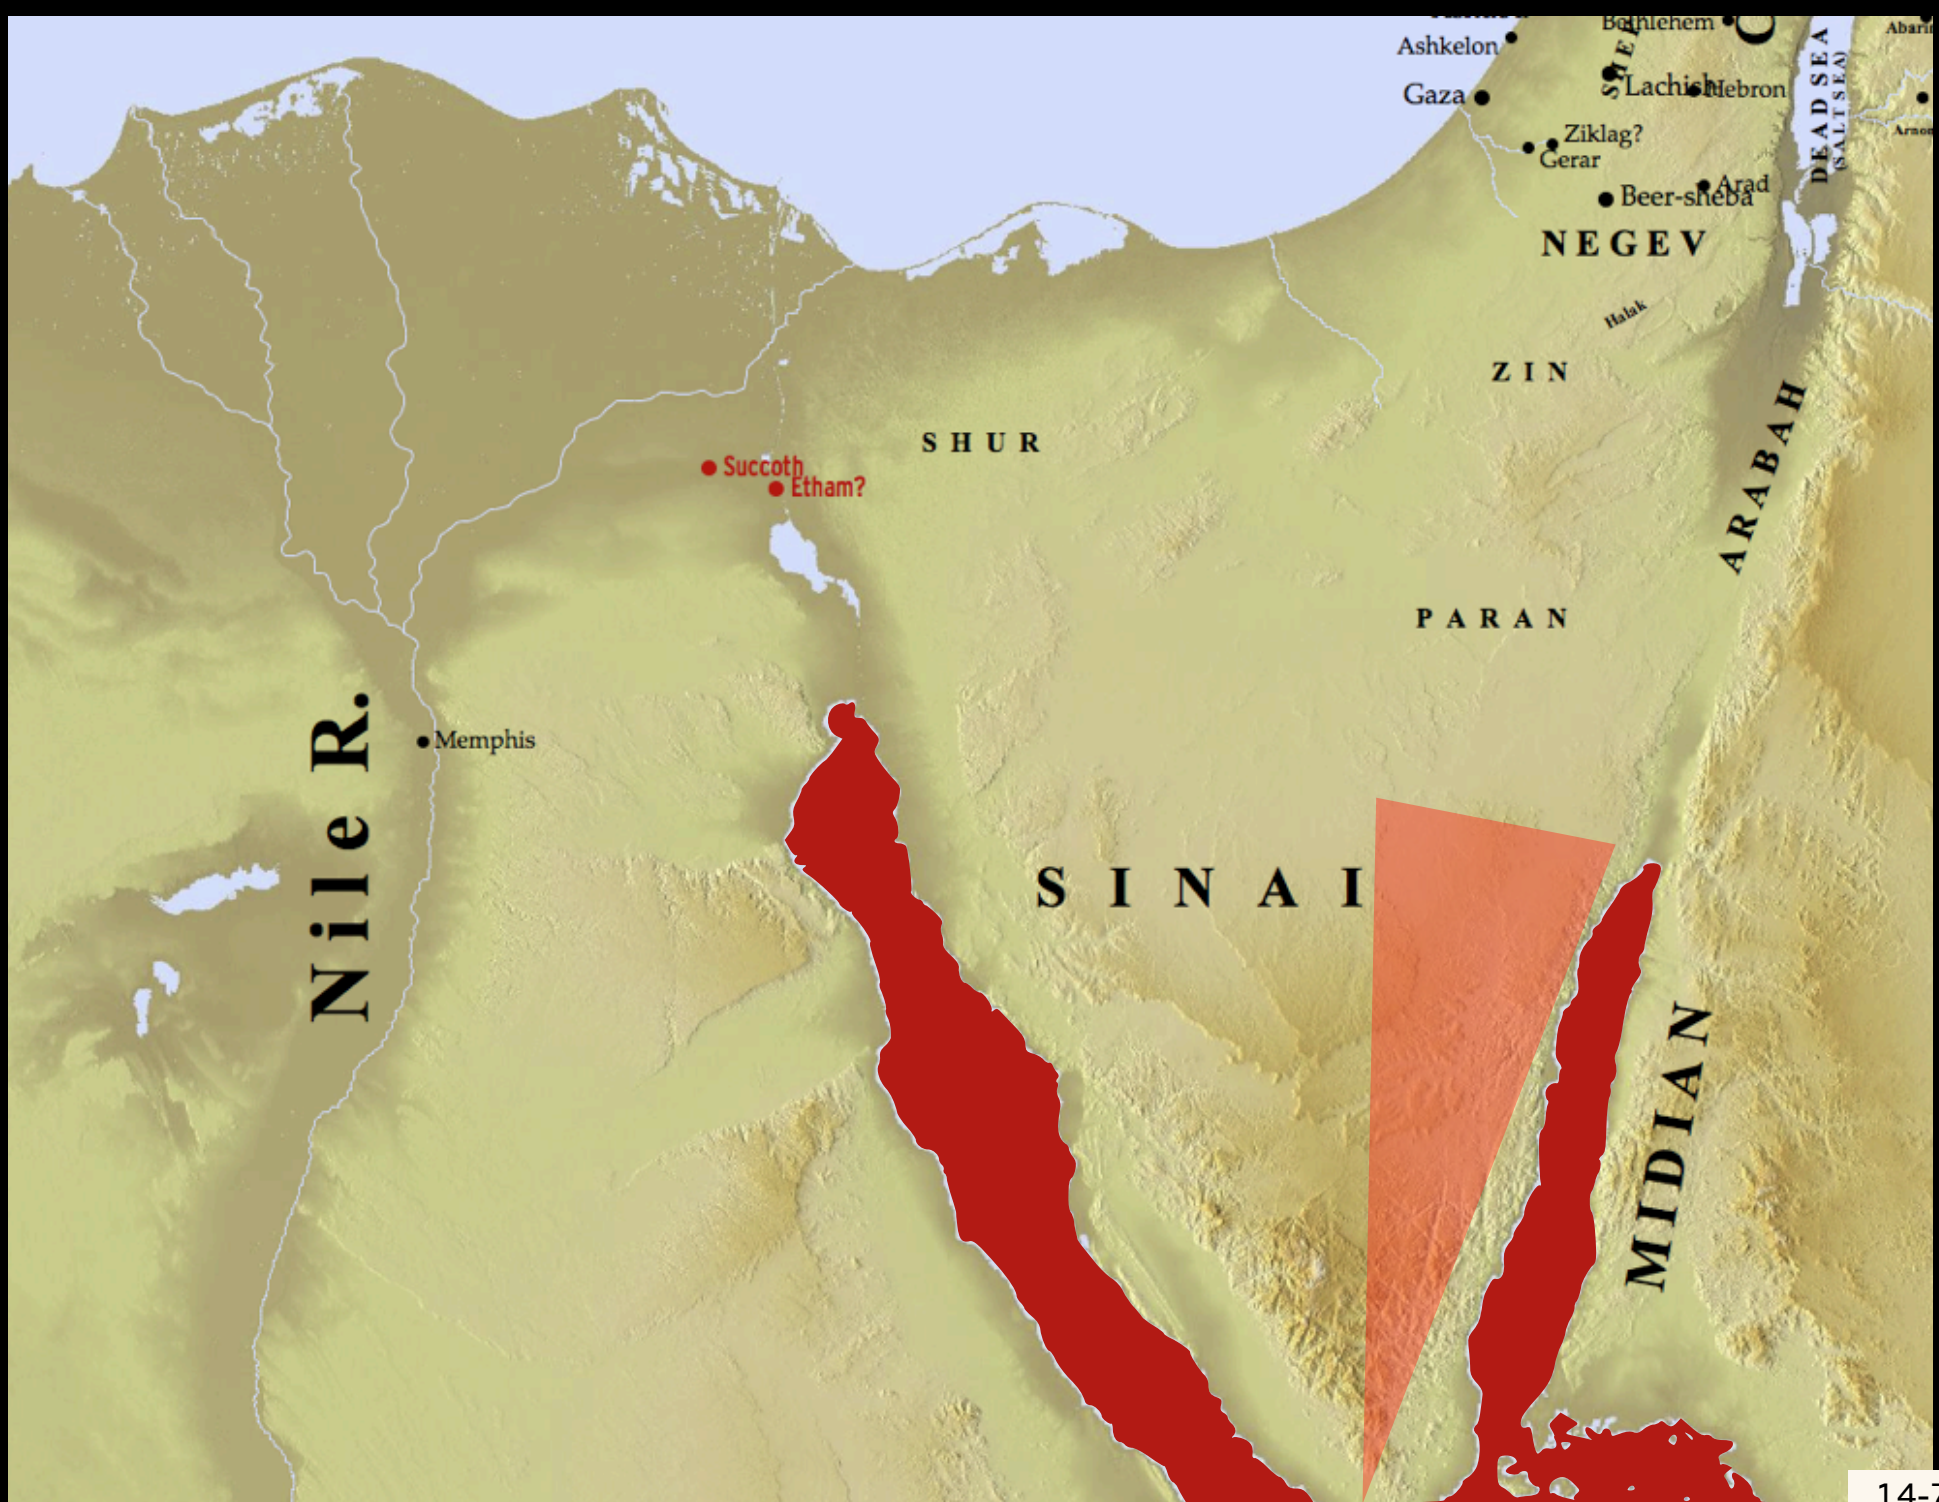 Bethlehem
Ashkelon
Gaza
Lachish
Hebron
Ziklag?
Gerar
Arad
Beer-sheba
NEGEV
DEAD SEA
(SALT SEA)
Halak
ZIN
ARABAH
SHUR
Succoth
Etham?
PARAN
Nile R.
Memphis
SINAI
MIDIAN